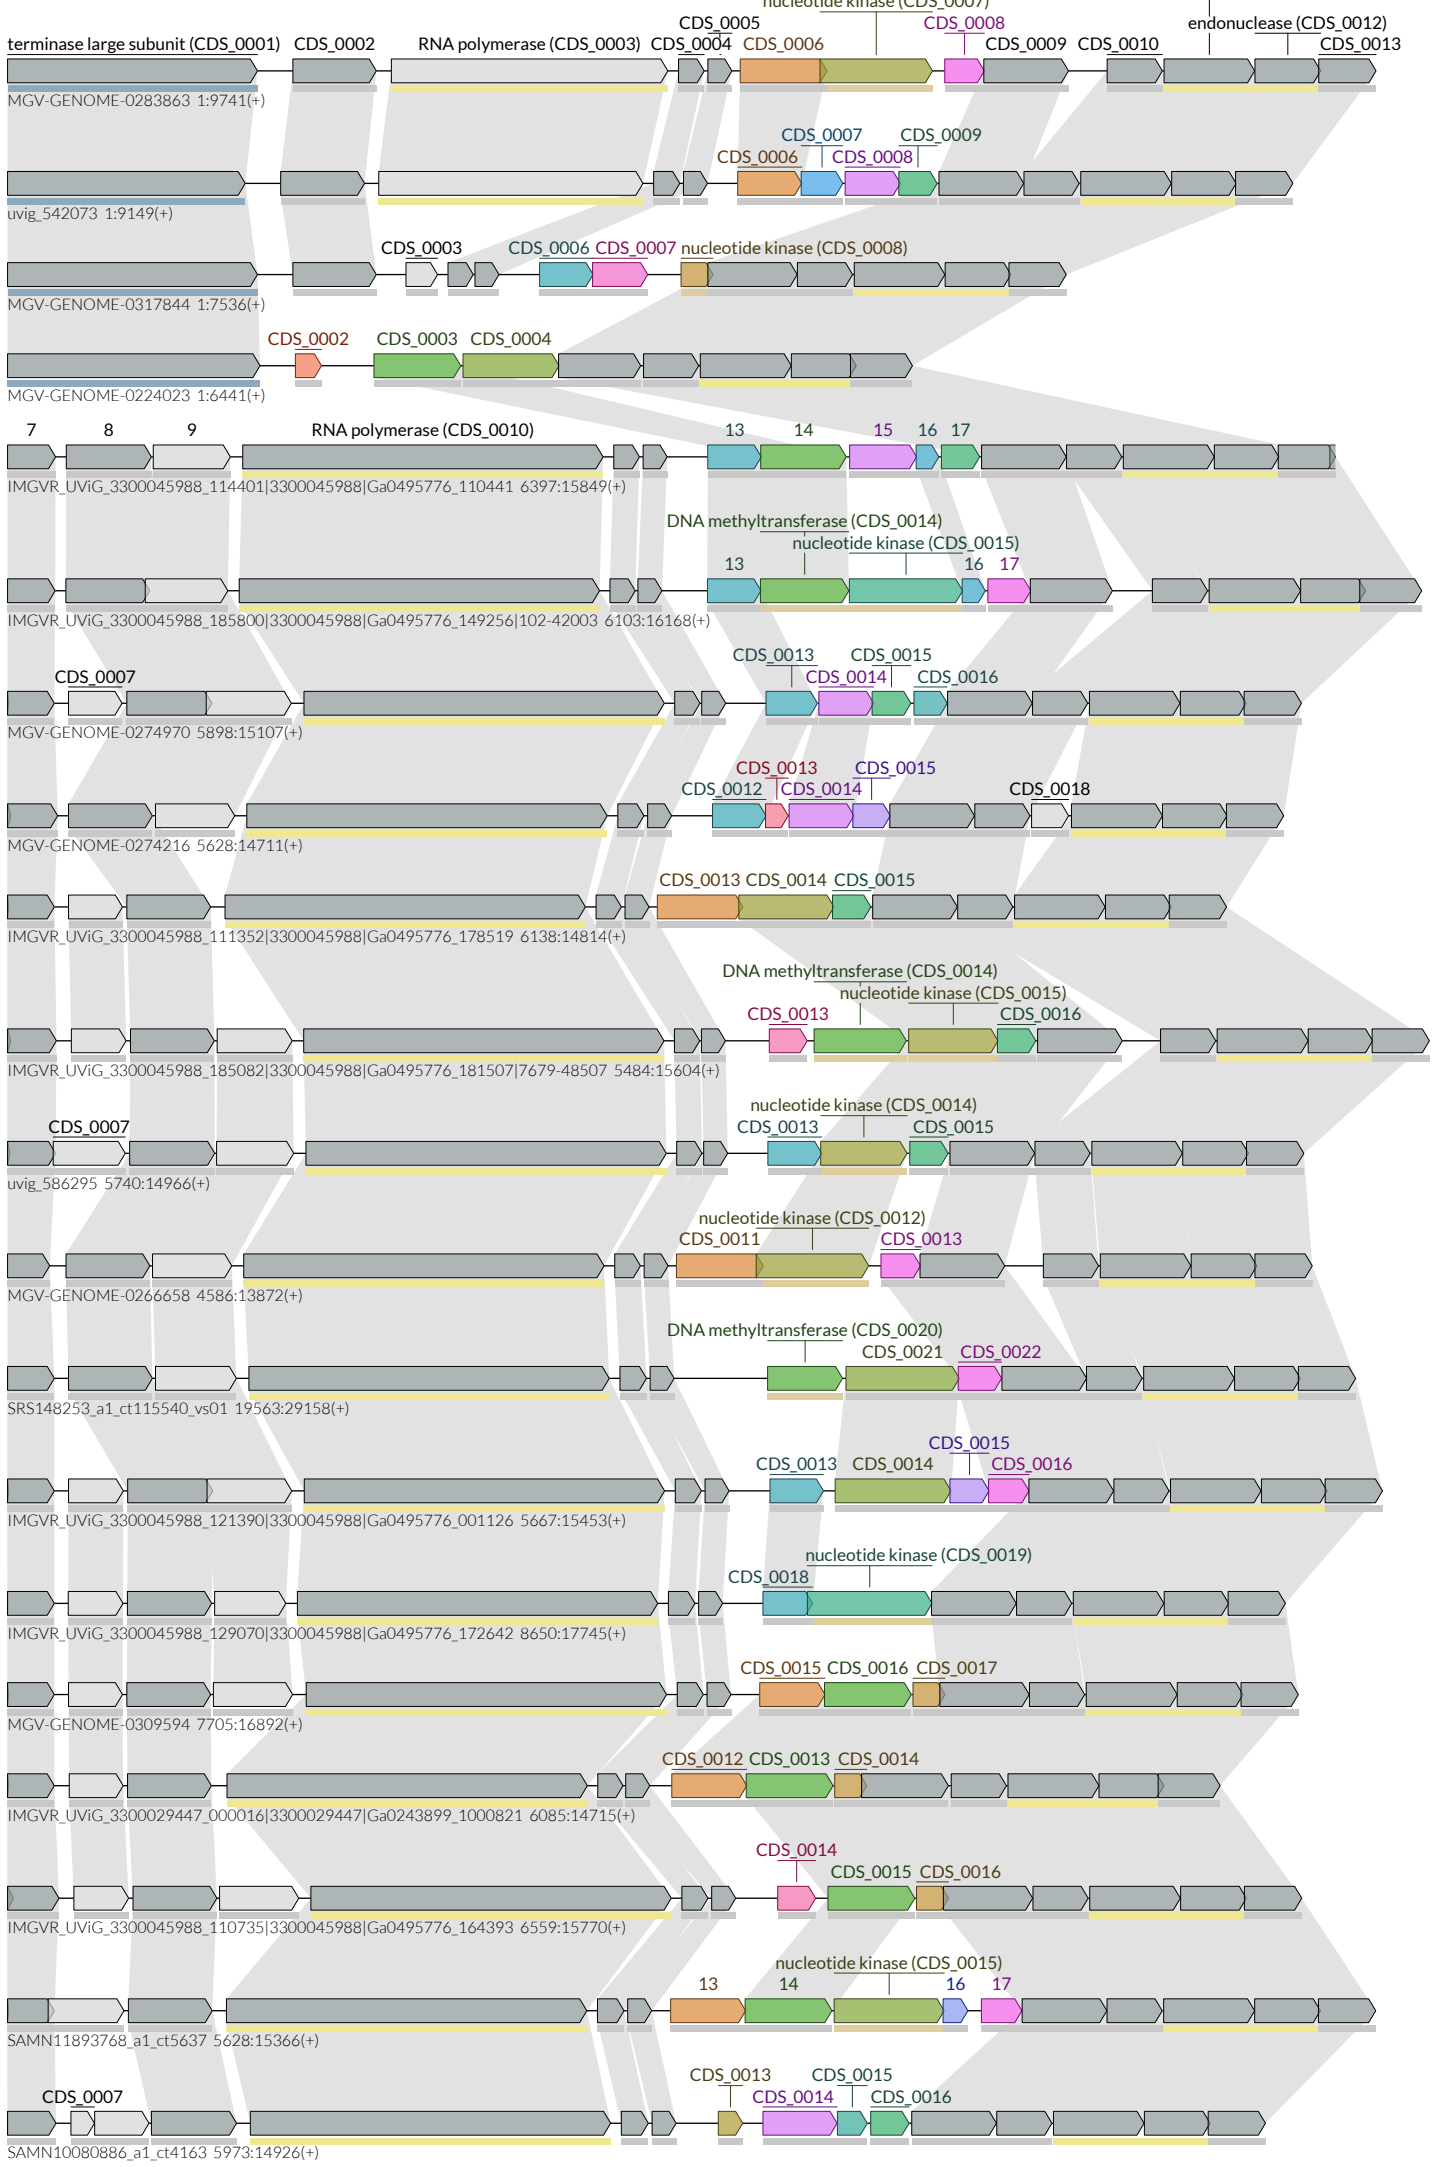 nucleotide kinase (CDS_0007)
CDS_0005 CDS_0008 endonuclease (CDS_0012)
terminase large subunit (CDS_0001) CDS_0002 RNA polymerase (CDS_0003) CDS_0004 CDS_0006 CDS_0009 CDS_0010 CDS_0013
MGV-GENOME-0283863 1:9741(+)
CDS_0007 CDS_0009
CDS_0006 CDS_0008
uvig_542073 1:9149(+)
CDS_0003 CDS_0006 CDS_0007 nucleotide kinase (CDS_0008)
MGV-GENOME-0317844 1:7536(+)
CDS_0002 CDS_0003 CDS_0004
MGV-GENOME-0224023 1:6441(+)
7 8 9 RNA polymerase (CDS_0010) 13 14 15 16 17
IMGVR_UViG_3300045988_114401|3300045988|Ga0495776_110441 6397:15849(+)
DNA methyltransferase (CDS_0014)
nucleotide kinase (CDS_0015)
13 16 17
IMGVR_UViG_3300045988_185800|3300045988|Ga0495776_149256|102-42003 6103:16168(+)
CDS_0013 CDS_0015
CDS_0007 CDS_0014 CDS_0016
MGV-GENOME-0274970 5898:15107(+)
CDS_0013 CDS_0015
CDS_0012 CDS_0014 CDS_0018
MGV-GENOME-0274216 5628:14711(+)
CDS_0013 CDS_0014 CDS_0015
IMGVR_UViG_3300045988_111352|3300045988|Ga0495776_178519 6138:14814(+)
DNA methyltransferase (CDS_0014)
nucleotide kinase (CDS_0015)
CDS_0013 CDS_0016
IMGVR_UViG_3300045988_185082|3300045988|Ga0495776_181507|7679-48507 5484:15604(+)
nucleotide kinase (CDS_0014)
CDS_0007 CDS_0013 CDS_0015
uvig_586295 5740:14966(+)
nucleotide kinase (CDS_0012)
CDS_0011 CDS_0013
MGV-GENOME-0266658 4586:13872(+)
DNA methyltransferase (CDS_0020)
CDS_0021 CDS_0022
SRS148253_a1_ct115540_vs01 19563:29158(+)
CDS_0015
CDS_0013 CDS_0014 CDS_0016
IMGVR_UViG_3300045988_121390|3300045988|Ga0495776_001126 5667:15453(+)
nucleotide kinase (CDS_0019)
CDS_0018
IMGVR_UViG_3300045988_129070|3300045988|Ga0495776_172642 8650:17745(+)
CDS_0015 CDS_0016 CDS_0017
MGV-GENOME-0309594 7705:16892(+)
CDS_0012 CDS_0013 CDS_0014
IMGVR_UViG_3300029447_000016|3300029447|Ga0243899_1000821 6085:14715(+)
CDS_0014
CDS_0015 CDS_0016
IMGVR_UViG_3300045988_110735|3300045988|Ga0495776_164393 6559:15770(+)
nucleotide kinase (CDS_0015)
13 14 16 17
SAMN11893768_a1_ct5637 5628:15366(+)
CDS_0013 CDS_0015
CDS_0007 CDS_0014 CDS_0016
SAMN10080886_a1_ct4163 5973:14926(+)